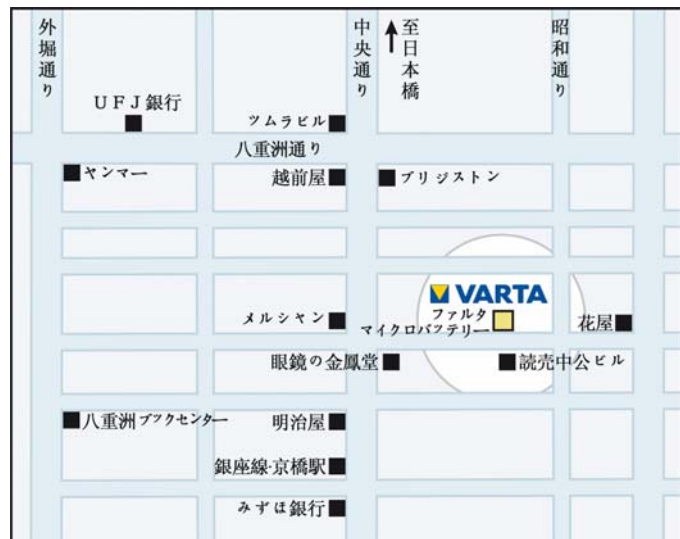 外堀通り
中央通り
至日本橋
昭和通り
UFJ銀行
ツムラビル
八重洲通り
ヤンマー
越前屋
ブリジストン
VARTA
メルシャン
ファルタ
マイクロバッテリー
花屋
眼鏡の金鳳堂
読売中公ビル
八重洲ブックセンター
明治屋
銀座線・京橋駅
みずほ銀行